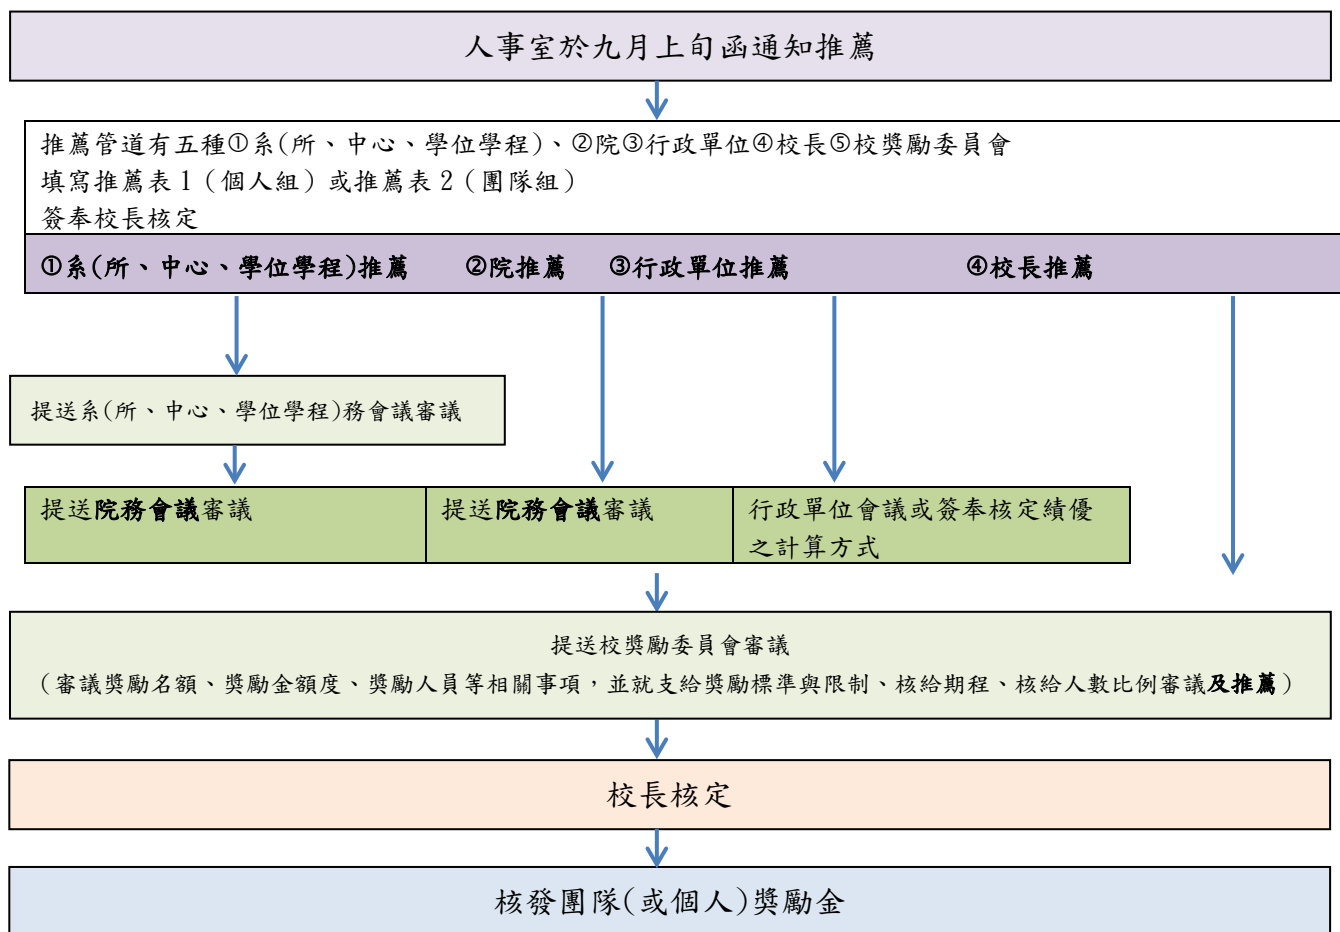 人事室於九月上旬函通知推薦
推薦管道有五種①系(所、中心、學位學程)、②院③行政單位④校長⑤校獎勵委員會
填寫推薦表 1（個人組）或推薦表 2（團隊組）
簽奉校長核定
①系(所、中心、學位學程)推薦 ②院推薦 ③行政單位推薦 ④校長推薦
提送系(所、中心、學位學程)務會議審議
提送院務會議審議
提送院務會議審議
行政單位會議或簽奉核定績優
之計算方式
提送校獎勵委員會審議
（審議獎勵名額、獎勵金額度、獎勵人員等相關事項，並就支給獎勵標準與限制、核給期程、核給人數比例審議及推薦）
校長核定
核發團隊(或個人)獎勵金